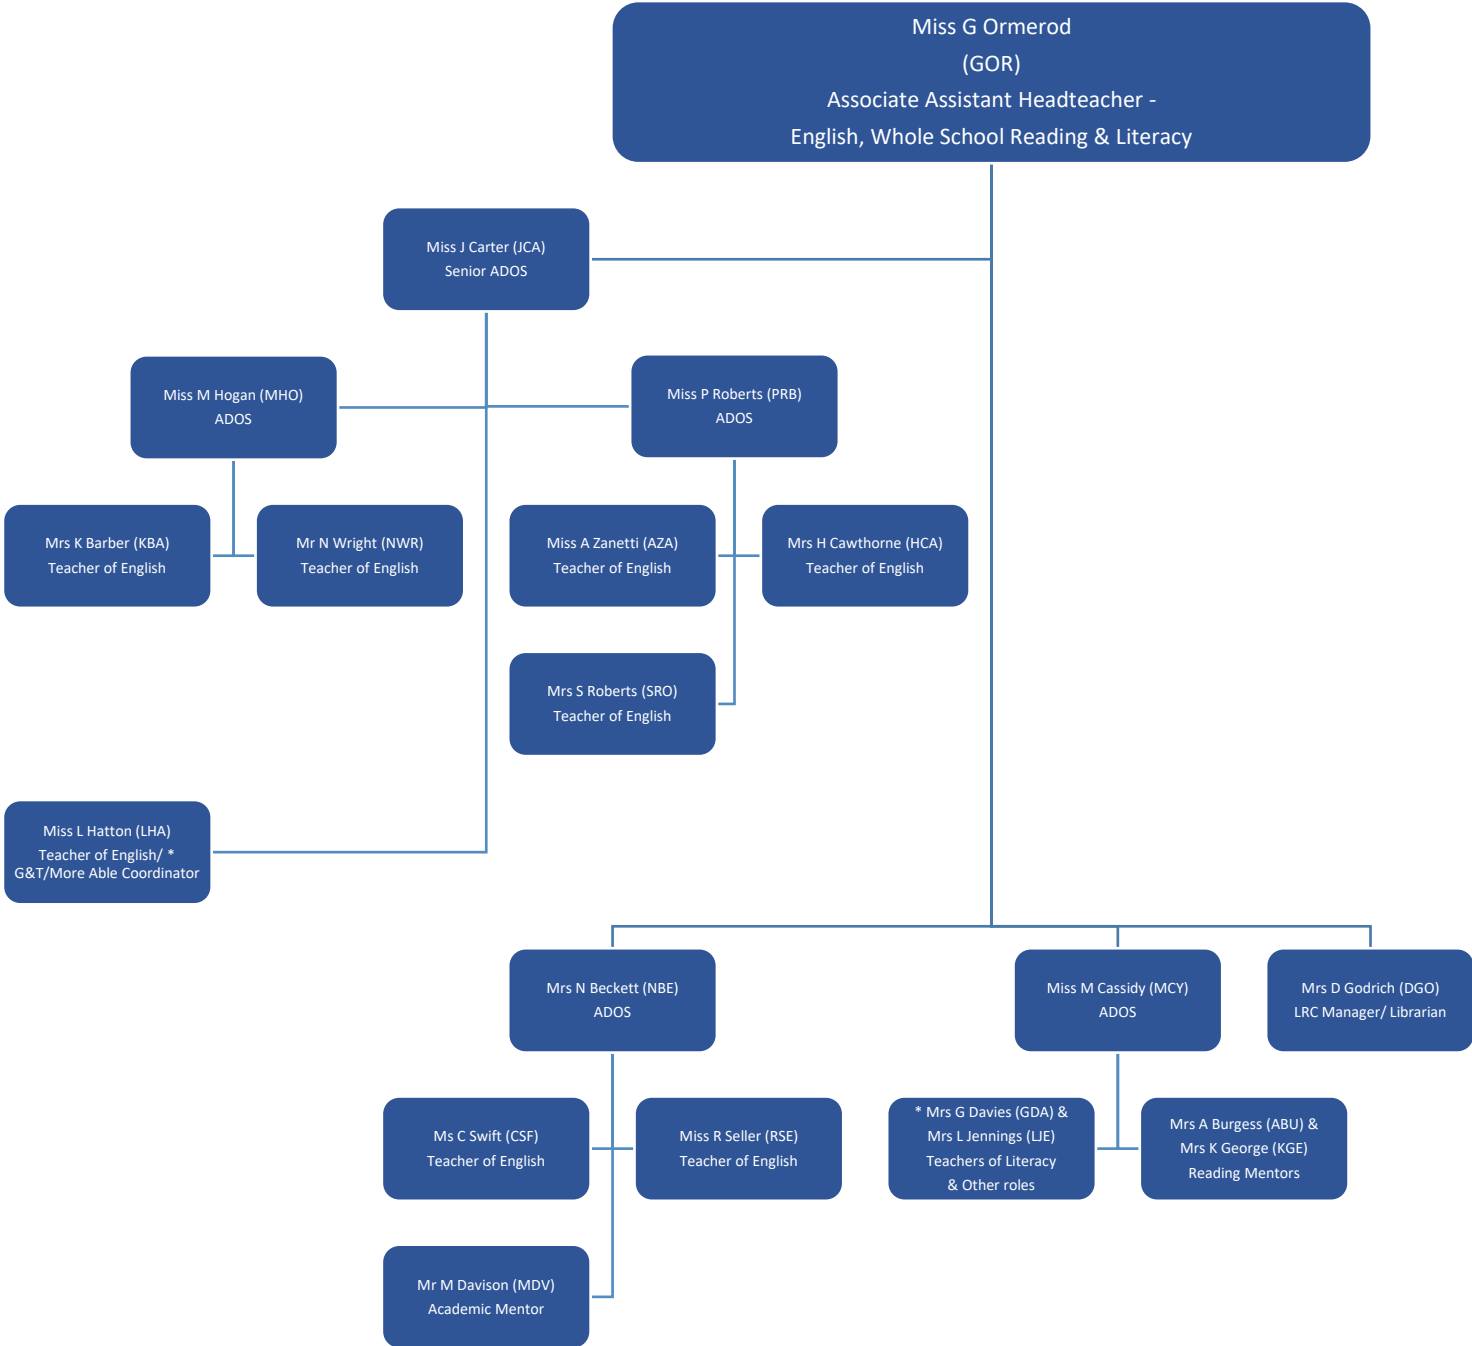 Miss G Ormerod
(GOR)
Associate Assistant Headteacher -
English, Whole School Reading & Literacy
Miss J Carter (JCA)
Senior ADOS
Miss M Hogan (MHO)
ADOS
Miss P Roberts (PRB)
ADOS
Mrs K Barber (KBA)
Teacher of English
Mr N Wright (NWR)
Teacher of English
Miss A Zanetti (AZA)
Teacher of English
Mrs H Cawthorne (HCA)
Teacher of English
Mrs S Roberts (SRO)
Teacher of English
Miss L Hatton (LHA)
Teacher of English/ *
G&T/More Able Coordinator
Mrs N Beckett (NBE)
ADOS
Miss M Cassidy (MCY)
ADOS
Mrs D Godrich (DGO)
LRC Manager/ Librarian
Ms C Swift (CSF)
Teacher of English
Miss R Seller (RSE)
Teacher of English
* Mrs G Davies (GDA) &
Mrs L Jennings (LJE)
Teachers of Literacy
& Other roles
Mrs A Burgess (ABU) &
Mrs K George (KGE)
Reading Mentors
Mr M Davison (MDV)
Academic Mentor